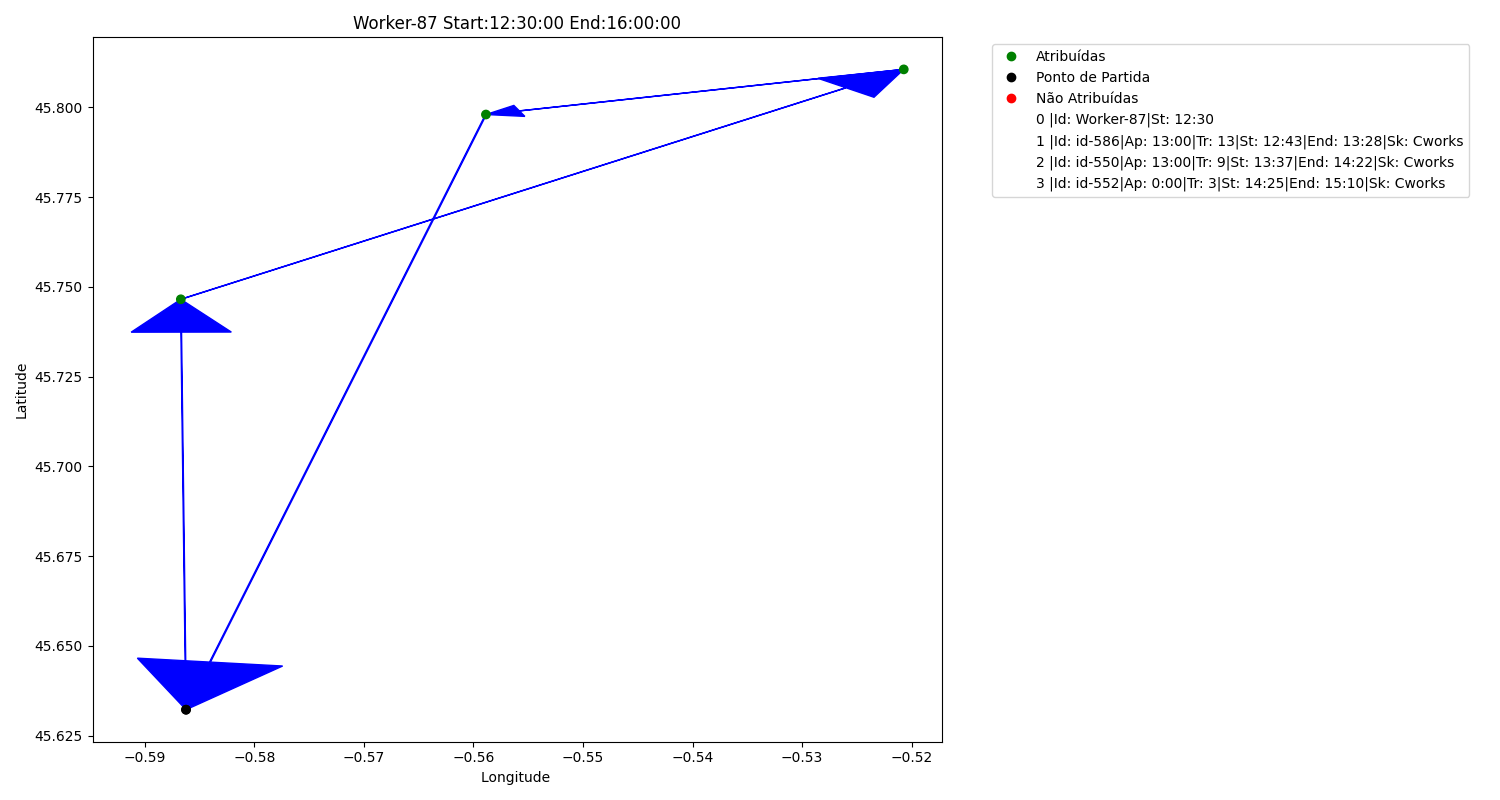 Worker-87 Start:12:30:00 End:16:00:00
Atribuídas
Ponto de Partida
Não Atribuídas
0 |Id: Worker-87|St: 12:30
1 |Id: id-586|Ap: 13:00|Tr: 13|St: 12:43|End: 13:28|Sk: Cworks
2 |Id: id-550|Ap: 13:00|Tr: 9|St: 13:37|End: 14:22|Sk: Cworks
3 |Id: id-552|Ap: 0:00|Tr: 3|St: 14:25|End: 15:10|Sk: Cworks
Latitude
45.800
45.775
45.750
45.725
45.700
45.675
45.650
45.625
−0.59 −0.58 −0.57 −0.56 −0.55 −0.54 −0.53 −0.52
Longitude